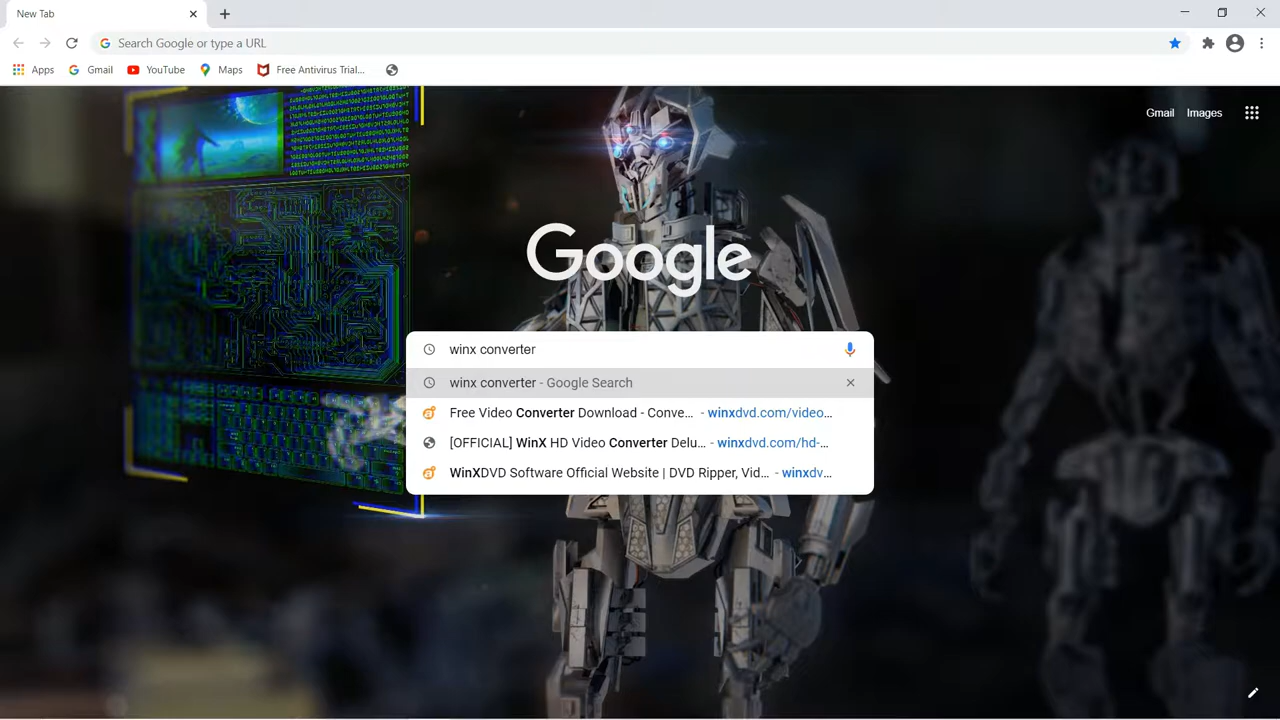 New Tab
Search Google or type a URL
Apps Gmail YouTube Maps Free Antivirus Trial...
Gmail Images
Google
winx converter
winx converter - Google Search
Free Video Converter Download - Conve... - winxdvd.com/video...
[OFFICIAL] WinX HD Video Converter Delu... - winxdvd.com/hd-...
WinXDVD Software Official Website | DVD Ripper, Vid... - winxdv...